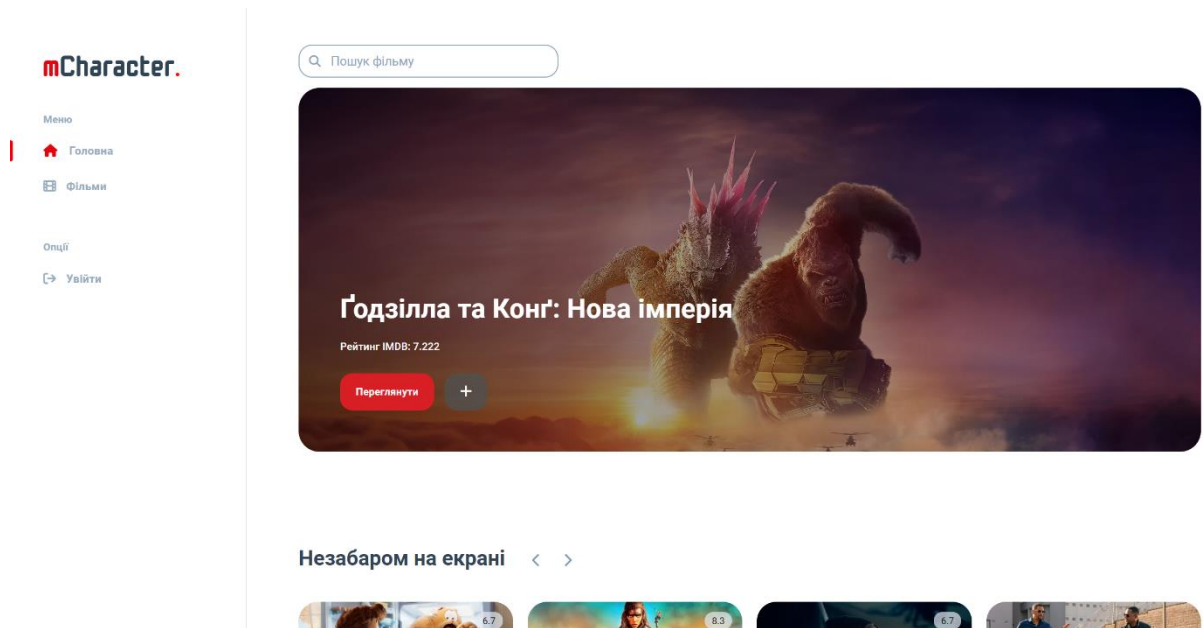 mCharacter.
Меню
Головна
Фільми
Опції
Увійти
Пошук фільму
Ґодзілла та Конґ: Нова імперія
Рейтинг IMDB: 7.222
Переглянути
+
Незабаром на екрані
6.7
8.3
6.7